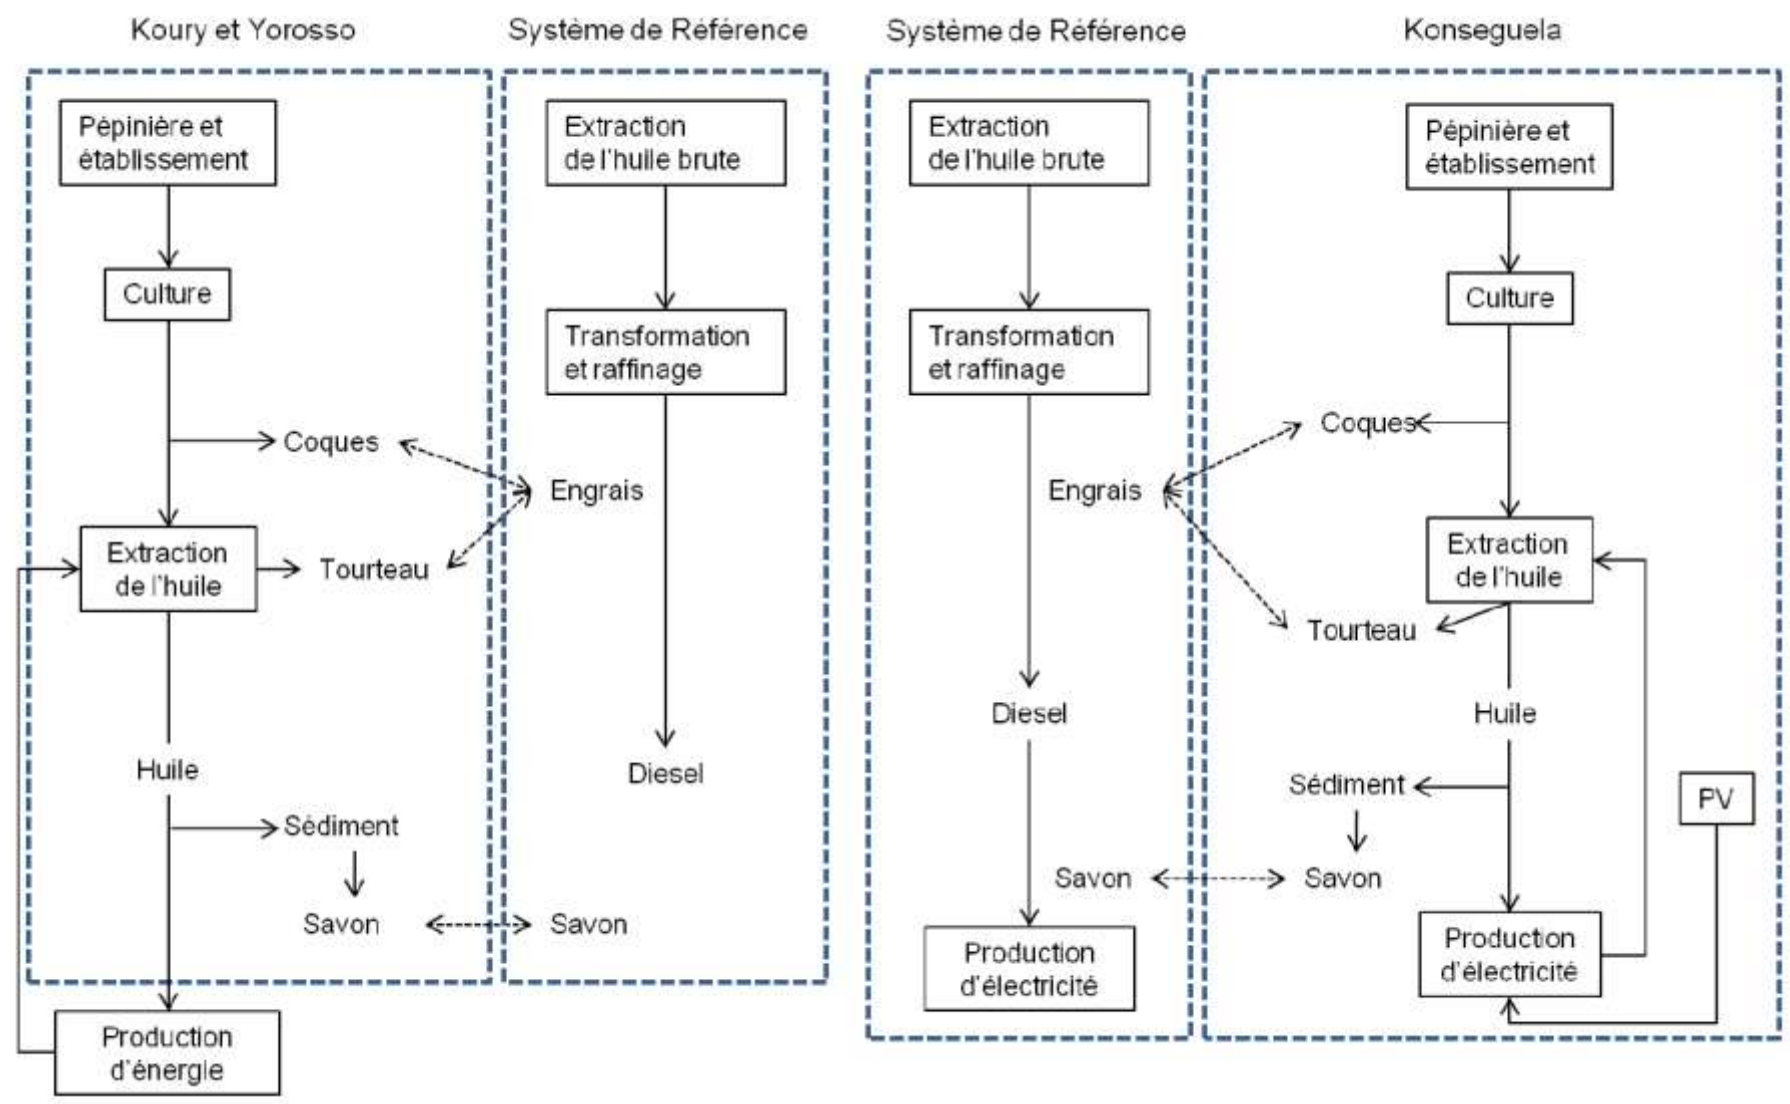 Koury et Yorosso
Système de Référence
Système de Référence
Konseguela
Pépinière et
établissement
Culture
Coques
Extraction
de l'huile
Tourteau
Huile
Sédiment
Savon
Production
d'énergie
Extraction
de l'huile brute
Transformation
et raffinage
Engrais
Diesel
Savon
Extraction
de l'huile brute
Transformation
et raffinage
Engrais
Diesel
Savon
Production
d'électricité
Pépinière et
établissement
Culture
Coques
Extraction
de l'huile
Tourteau
Huile
Sédiment
PV
Savon
Production
d'électricité